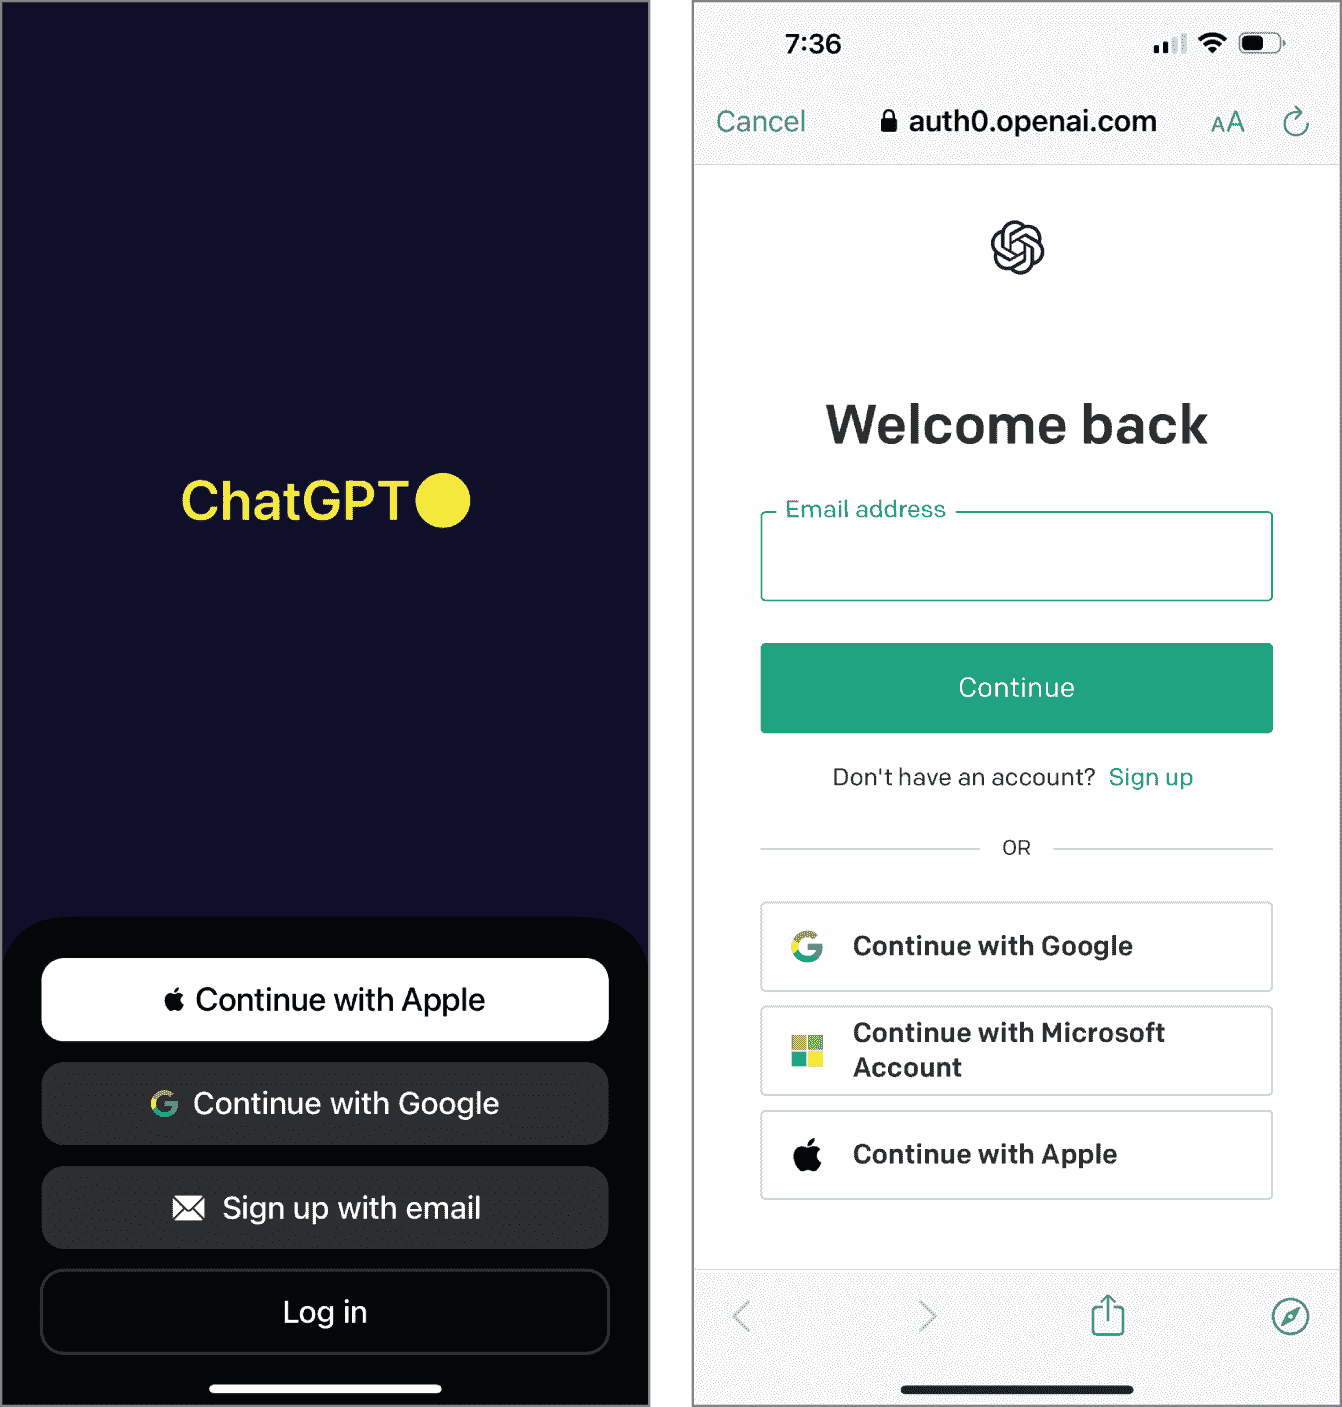 ChatGPT
Continue with Apple
Continue with Google
Sign up with email
Log in
7:36
Cancel
auth0.openai.com
AA
Welcome back
Email address
Continue
Don't have an account? Sign up
OR
Continue with Google
Continue with Microsoft
Account
Continue with Apple